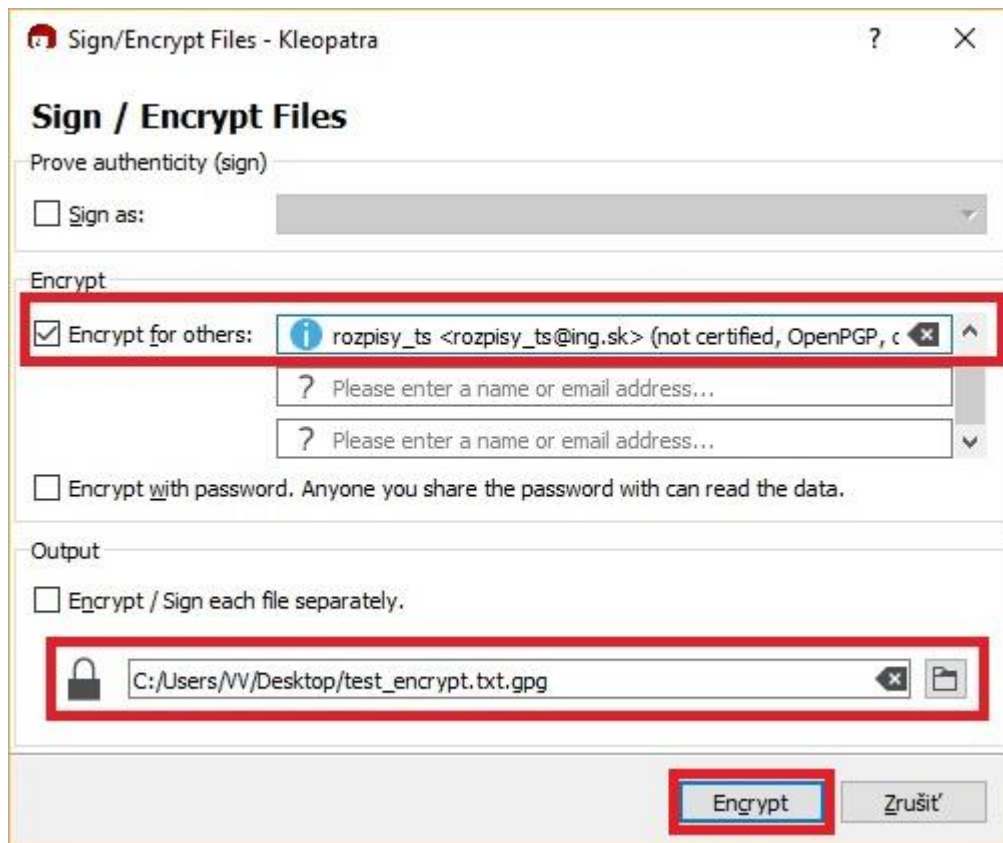 Sign/Encrypt Files - Kleopatra
Sign / Encrypt Files
Prove authenticity (sign)
Sign as:
Encrypt
Encrypt for others: rozpisy_ts <rozpisy_ts@ing.sk> (not certified, OpenPGP, c
? Please enter a name or email address...
? Please enter a name or email address...
Encrypt with password. Anyone you share the password with can read the data.
Output
Encrypt / Sign each file separately.
C:/Users/VV/Desktop/test_encrypt.txt.gpg
Encrypt Zrušiť